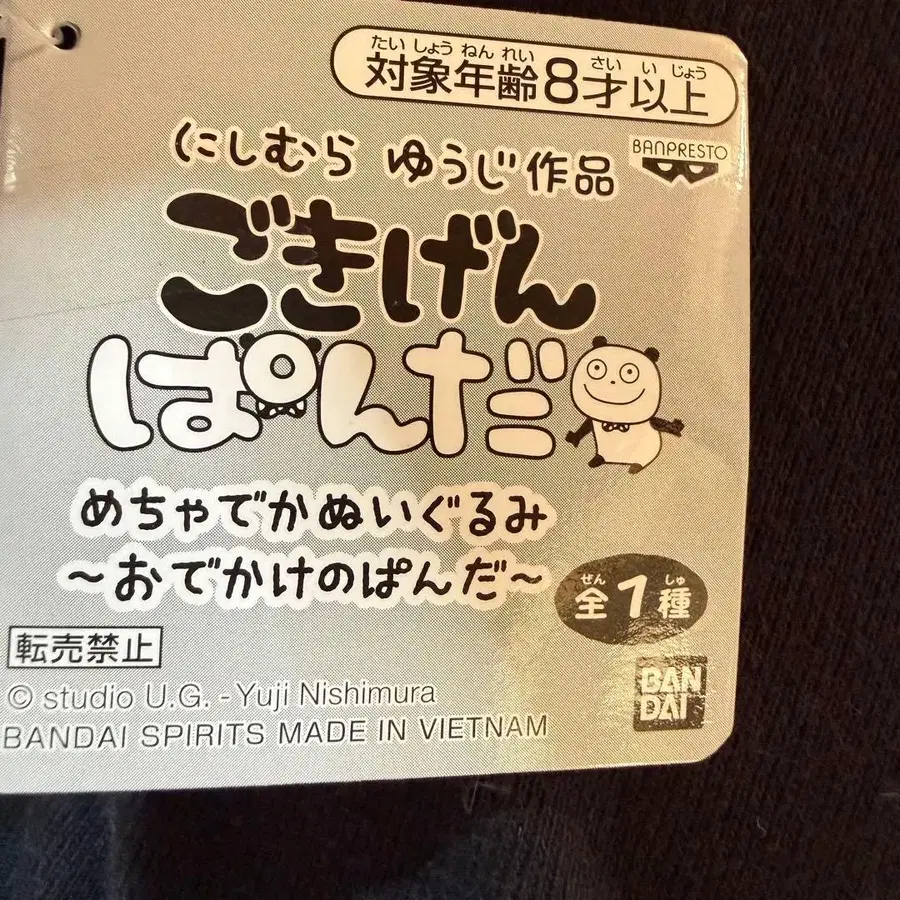 たいしょうねんれい さいいじょう
対象年齢8才以上
にしむら ゆうじ作品
BANPRESTO
ごきげん
ぱんだ
めちゃでかぬいぐるみ
～おでかけのぱんだ～
ぜん しゅ
全1種
転売禁止
© studio U.G. - Yuji Nishimura
BANDAI SPIRITS MADE IN VIETNAM
BAN
DAI